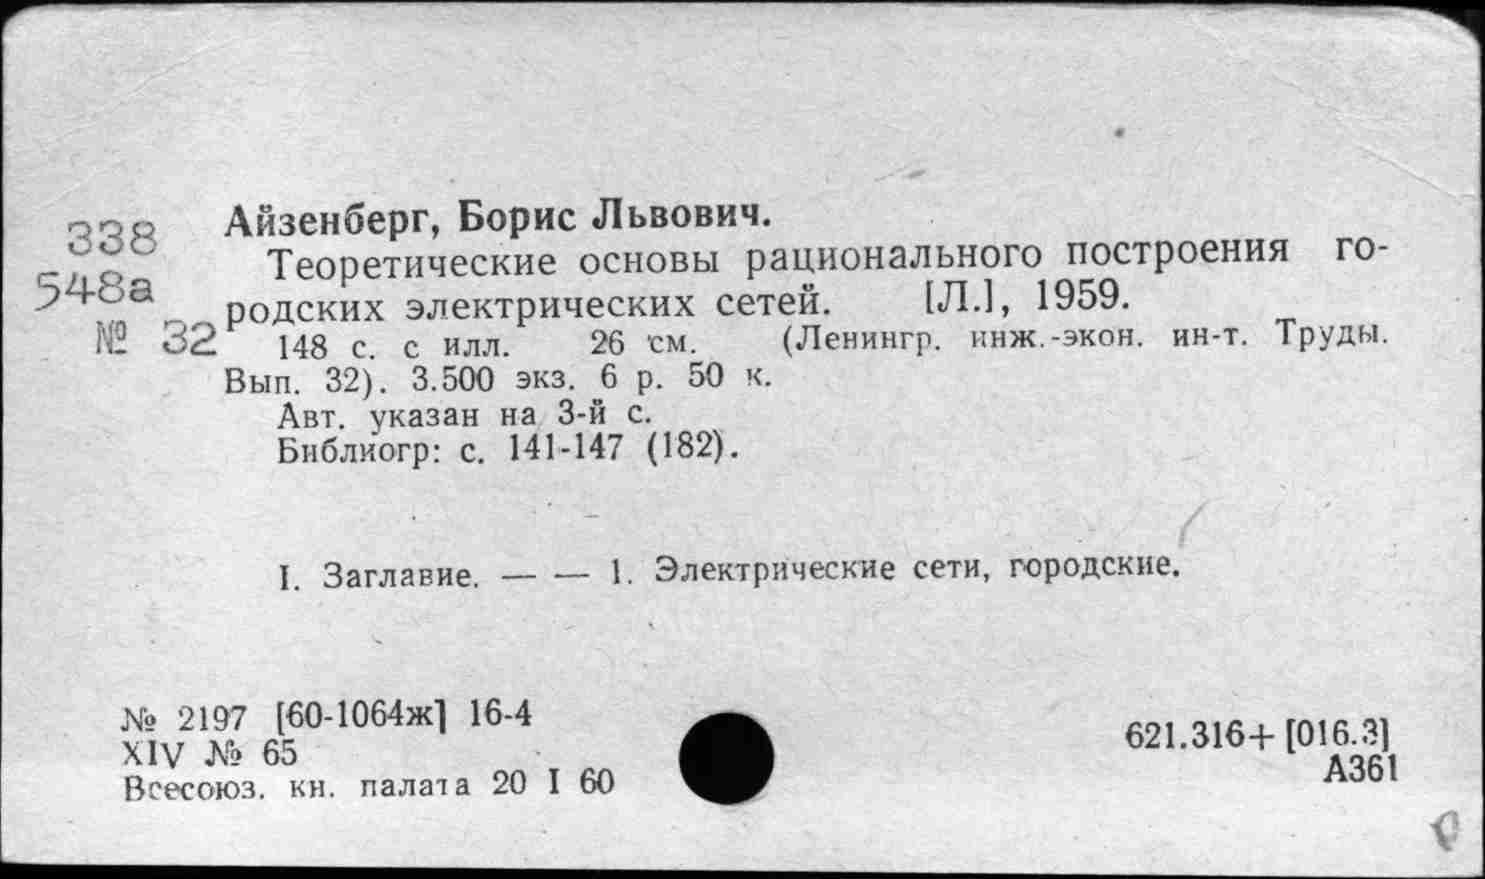 338
548а
№ 32
Айзенберг, Борис Львович.
Теоретические основы рационального построения го-
родских электрических сетей. [Л.], 1959.
148 с. с илл. 26 см. (Ленингр. инж.-экон. ин-т. Труды.
Вып. 32). 3.500 экз. 6 р. 50 к.
Авт. указан на 3-й с.
Библиогр: с. 141-147 (182).
I. Заглавие. — — 1. Электрические сети, городские.
№ 2197 [60-1064ж] 16-4
XIV № 65
Всесоюз. кн. палата 20 I 60
621.316+[016.3]
А361